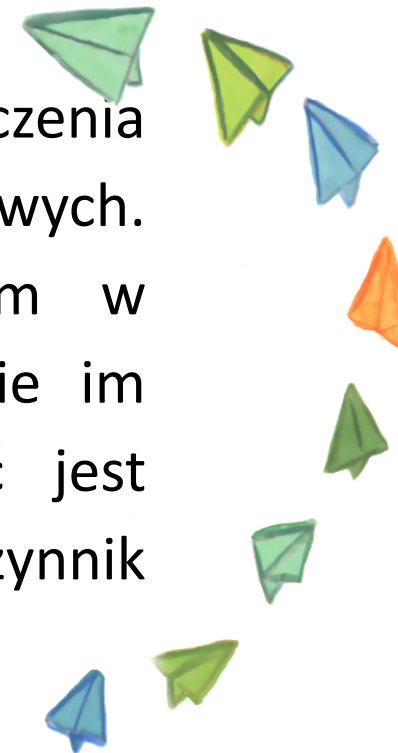 czenia
wych.
m w
ie im
ć jest
zynnik